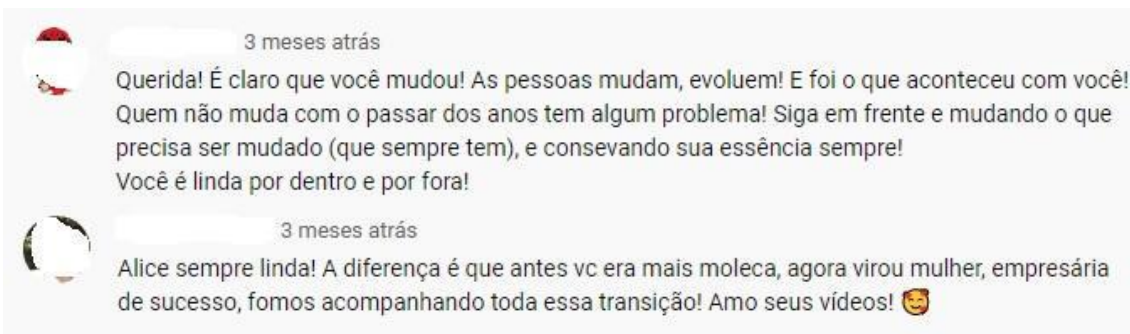 3 meses atrás
Querida! É claro que você mudou! As pessoas mudam, evoluem! E foi o que aconteceu com você!
Quem não muda com o passar dos anos tem algum problema! Siga em frente e mudando o que
precisa ser mudado (que sempre tem), e consevando sua essência sempre!
Você é linda por dentro e por fora!
3 meses atrás
Alice sempre linda! A diferença é que antes vc era mais moleca, agora virou mulher, empresária
de sucesso, fomos acompanhando toda essa transição! Amo seus vídeos! 🥰